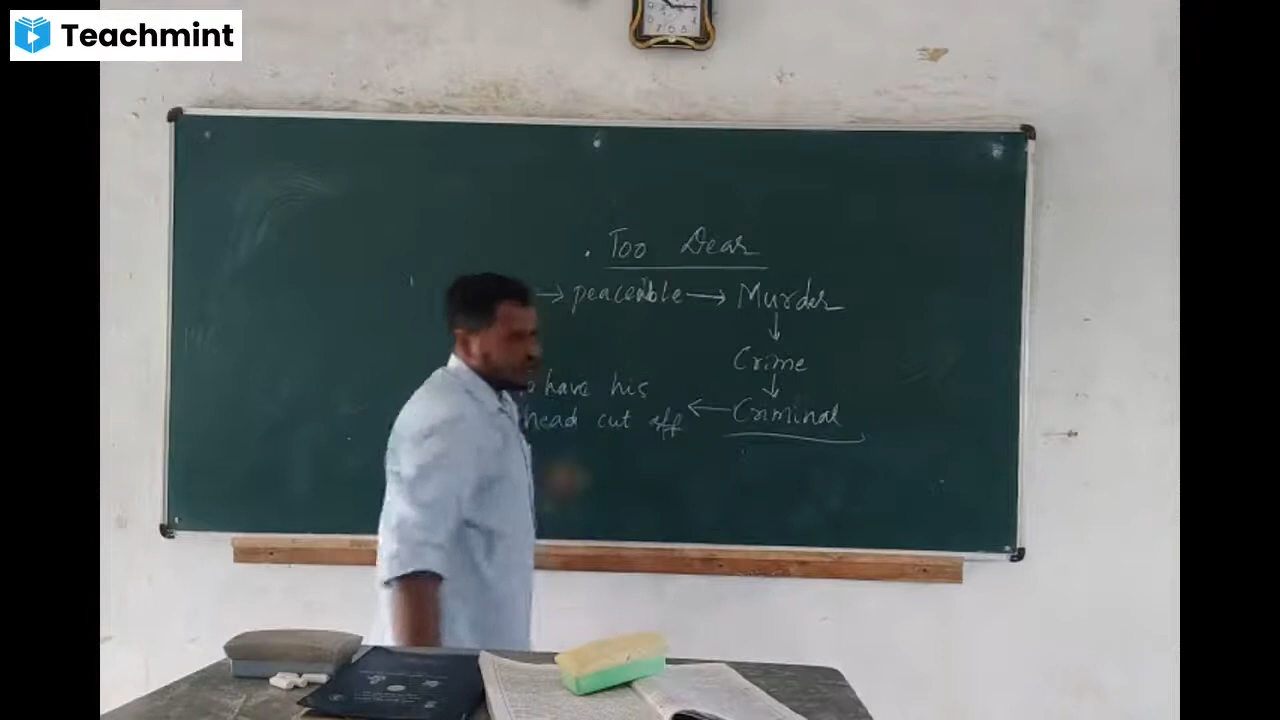 Teachmint
. Too Dear
→ peaceable → Murder
↓
Crime
↓
have his
head cut off ← Criminal